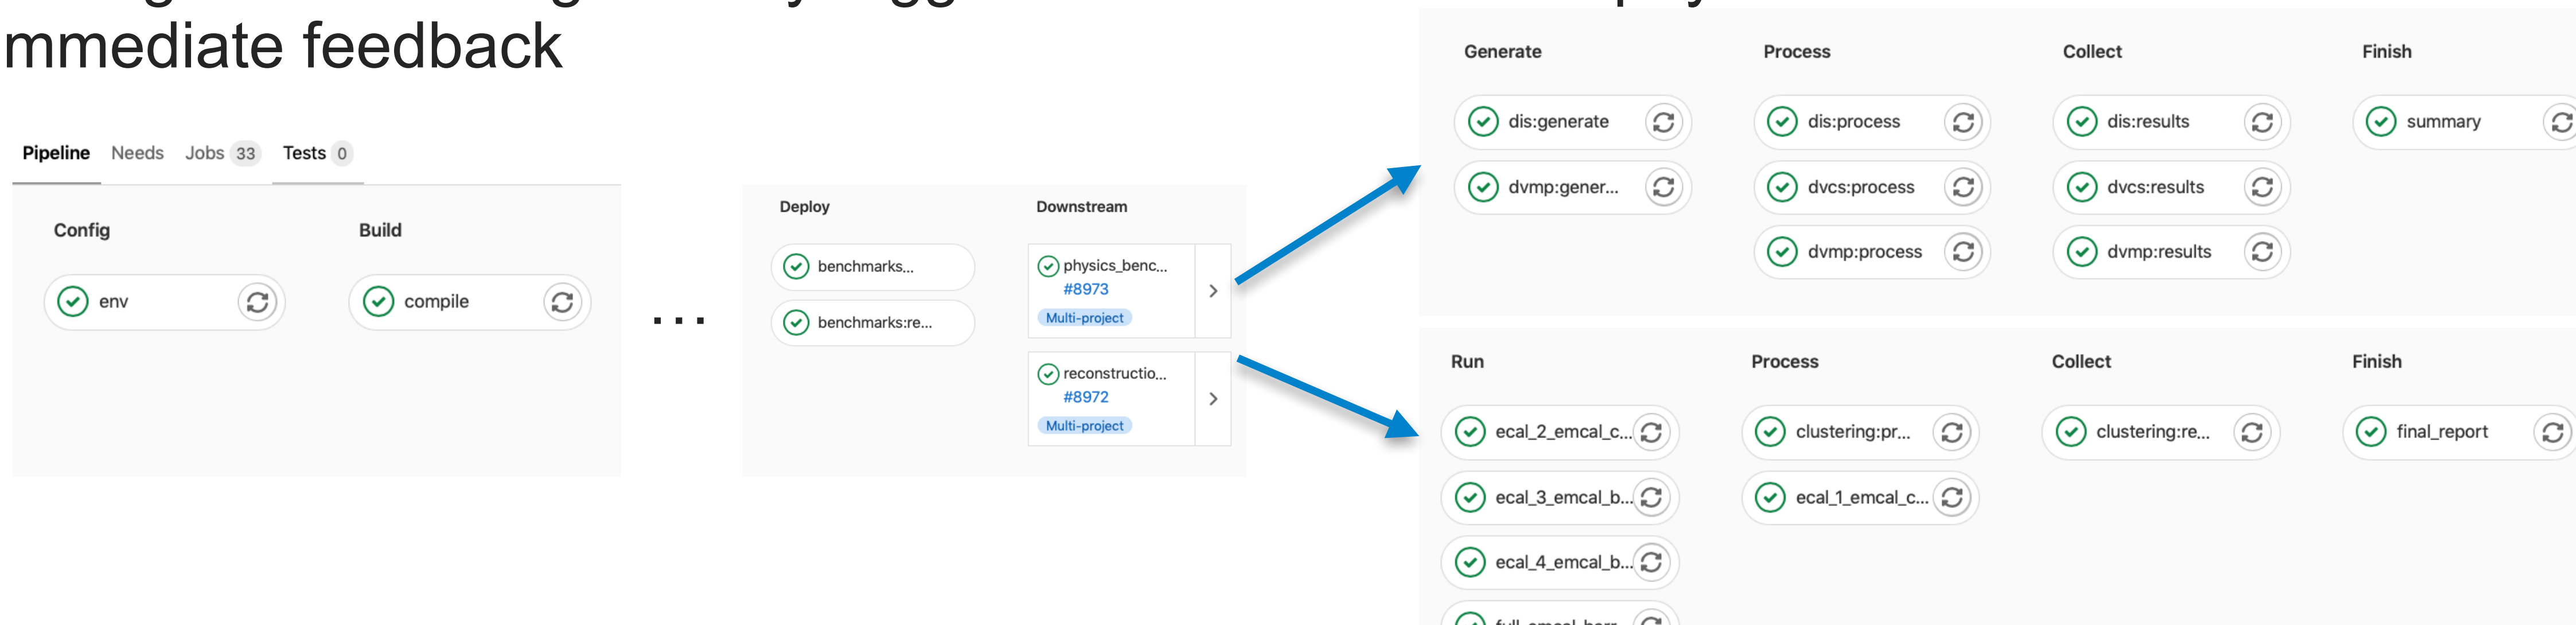 mmediate feedback
Pipeline Needs Jobs 33 Tests 0
Config Build
env compile
...
Deploy Downstream
benchmarks...
benchmarks:re...
physics_benc...
#8973
Multi-project
reconstructio...
#8972
Multi-project
Generate Process Collect Finish
dis:generate dis:process dis:results summary
dvmp:gener... dvcs:process dvcs:results
dvmp:process dvmp:results
Run Process Collect Finish
ecal_2_emcal_c... clustering:pr... clustering:re... final_report
ecal_3_emcal_b... ecal_1_emcal_c...
ecal_4_emcal_b...